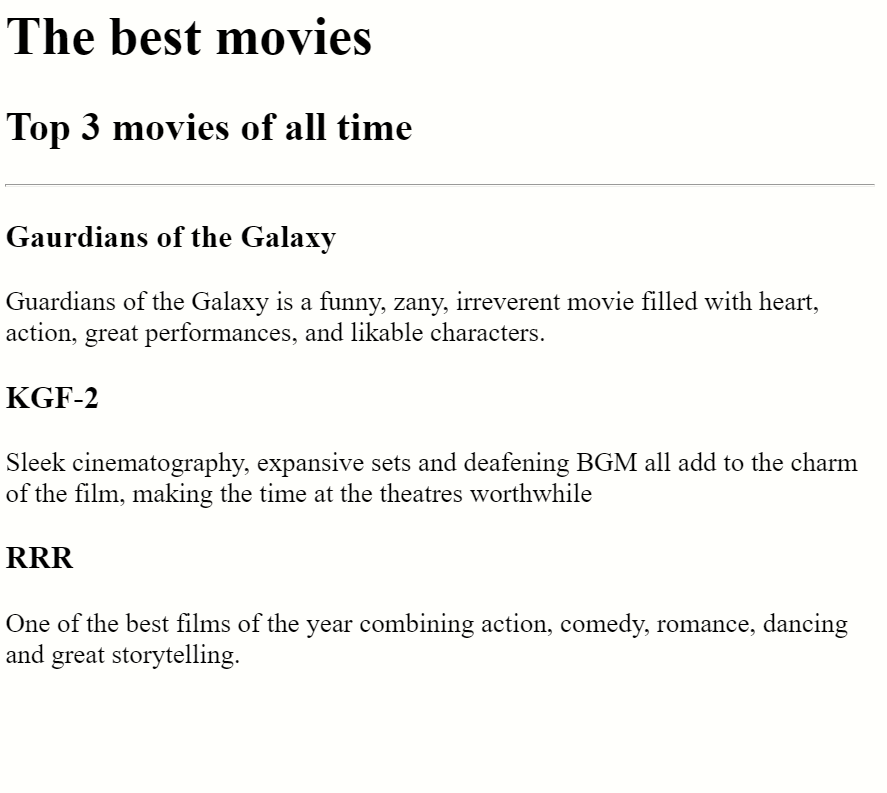 The best movies
Top 3 movies of all time
Gaurdians of the Galaxy
Guardians of the Galaxy is a funny, zany, irreverent movie filled with heart,
action, great performances, and likable characters.
KGF-2
Sleek cinematography, expansive sets and deafening BGM all add to the charm
of the film, making the time at the theatres worthwhile
RRR
One of the best films of the year combining action, comedy, romance, dancing
and great storytelling.